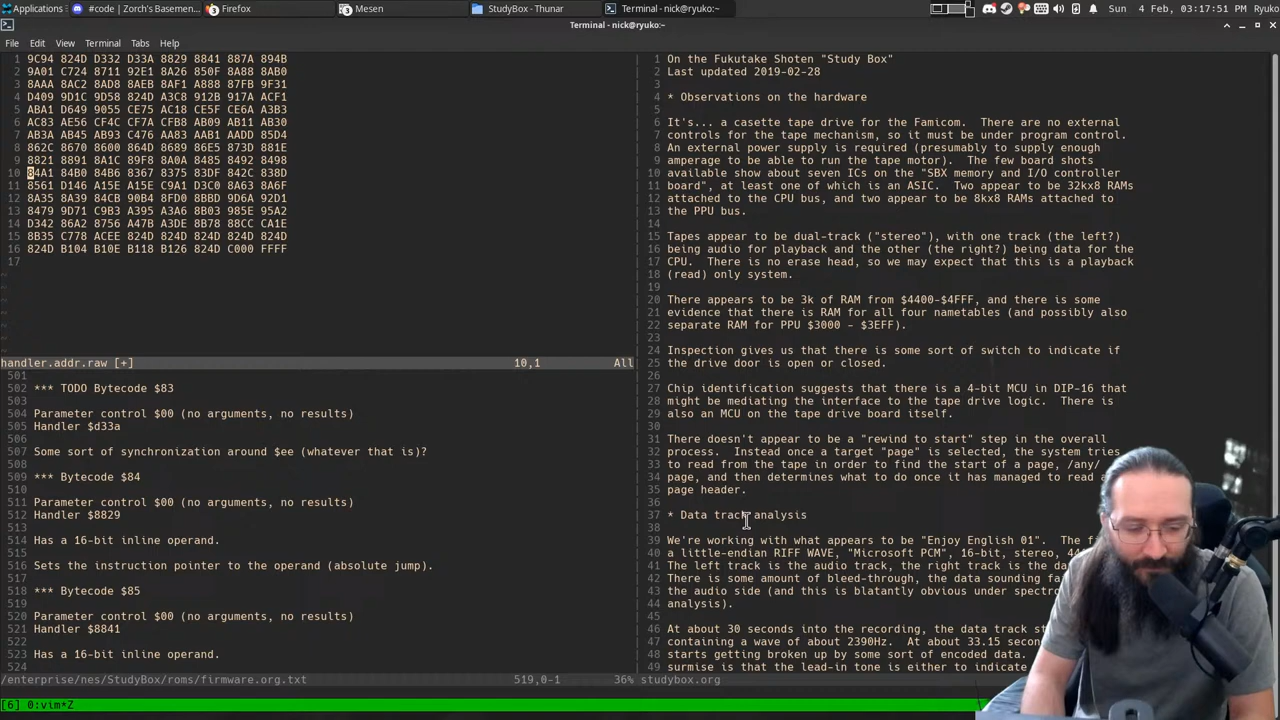 Applications
#code | Zorch's Basemen...
Firefox
Mesen
StudyBox - Thunar
Terminal - nick@ryuko:~
Sun 4 Feb, 03:17:51 Ryuko
Terminal - nick@ryuko:~
File Edit View Terminal Tabs Help
1 9C94 824D D332 D33A 8829 8841 887A 894B
2 9A01 C724 8711 92E1 8A26 850F 8A88 8AB0
3 8AAA 8AC2 8AD8 8AEB 8AF1 A888 87FB 9F31
4 D409 9D1C 9D58 824D A3C8 912B 917A ACF1
5 ABA1 D649 9055 CE75 AC18 CE5F CE6A A3B3
6 AC03 AE56 CF4C CF7A CFB8 AB09 AB11 AB30
7 AB3A AB45 AB93 C476 AA83 AAB1 AADD 85D4
8 862C 8670 8600 864D 8689 86E5 873D 881E
9 8821 8891 8A1C 89F8 8A0A 8485 8492 8498
10 84A1 84B0 84B6 8367 8375 83DF 842C 838D
11 8561 D146 A15E A15E C9A1 D3C0 8A63 8A6F
12 8A35 8A39 84CB 90B4 8FD0 8BBD 9D6A 92D1
13 8479 9D71 C9B3 A395 A3A6 8B03 985E 95A2
14 D342 86A2 8756 A47B A3DE 8B78 88CC CA1E
15 8B35 C778 ACEE 824D 824D 824D 824D 824D
16 824D B104 B10E B118 B126 824D C000 FFFF
17
~
~
~
~
~
~
handler.addr.raw [+] 10,1 All
501
502 *** TODO Bytecode $83
503
504 Parameter control $00 (no arguments, no results)
505 Handler $d33a
506
507 Some sort of synchronization around $ee (whatever that is)?
508
509 *** Bytecode $84
510
511 Parameter control $00 (no arguments, no results)
512 Handler $8829
513
514 Has a 16-bit inline operand.
515
516 Sets the instruction pointer to the operand (absolute jump).
517
518 *** Bytecode $85
519
520 Parameter control $00 (no arguments, no results)
521 Handler $8841
522
523 Has a 16-bit inline operand.
524
/enterprise/nes/StudyBox/roms/firmware.org.txt 519,0-1 36%
1 On the Fukutake Shoten "Study Box"
2 Last updated 2019-02-28
3
4 * Observations on the hardware
5
6 It's... a casette tape drive for the Famicom. There are no external
7 controls for the tape mechanism, so it must be under program control.
8 An external power supply is required (presumably to supply enough
9 amperage to be able to run the tape motor). The few board shots
10 available show about seven ICs on the "SBX memory and I/O controller
11 board", at least one of which is an ASIC. Two appear to be 32kx8 RAMs
12 attached to the CPU bus, and two appear to be 8kx8 RAMs attached to
13 the PPU bus.
14
15 Tapes appear to be dual-track ("stereo"), with one track (the left?)
16 being audio for playback and the other (the right?) being data for the
17 CPU. There is no erase head, so we may expect that this is a playback
18 (read) only system.
19
20 There appears to be 3k of RAM from $4400-$4FFF, and there is some
21 evidence that there is RAM for all four nametables (and possibly also
22 separate RAM for PPU $3000 - $3EFF).
23
24 Inspection gives us that there is some sort of switch to indicate if
25 the drive door is open or closed.
26
27 Chip identification suggests that there is a 4-bit MCU in DIP-16 that
28 might be mediating the interface to the tape drive logic. There is
29 also an MCU on the tape drive board itself.
30
31 There doesn't appear to be a "rewind to start" step in the overall
32 process. Instead once a target "page" is selected, the system tries
33 to read from the tape in order to find the start of a page, /any/
34 page, and then determines what to do once it has managed to read
35 page header.
36
37 * Data track analysis
38
39 We're working with what appears to be "Enjoy English 01". The
40 a little-endian RIFF WAVE, "Microsoft PCM", 16-bit, stereo,
41 The left track is the audio track, the right track is the
42 There is some amount of bleed-through, the data sounding
43 the audio side (and this is blatantly obvious under
44 analysis).
45
46 At about 30 seconds into the recording, the data track
47 containing a wave of about 2390Hz. At about 33.15
48 starts getting broken up by some sort of encoded data.
49 surmise is that the lead-in tone is either to indicate
studybox.org
[6] 0:vim*Z